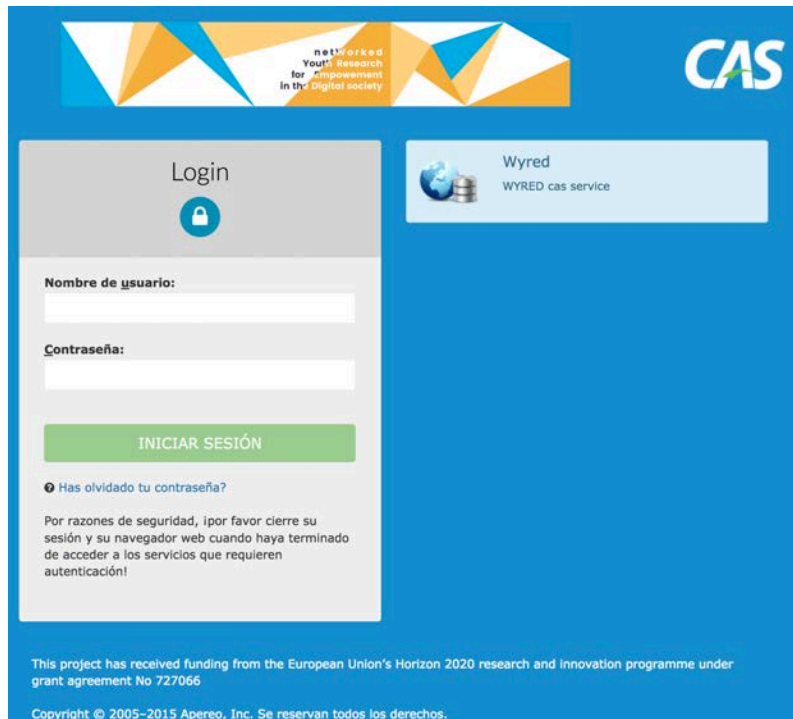 netWorked
Youth Research
for Empowerment
in the Digital society
CAS
Login
Wyred
WYRED cas service
Nombre de usuario:
Contraseña:
INICIAR SESIÓN
Has olvidado tu contraseña?
Por razones de seguridad, ¡por favor cierre su
sesión y su navegador web cuando haya terminado
de acceder a los servicios que requieren
autenticación!
This project has received funding from the European Union's Horizon 2020 research and innovation programme under
grant agreement No 727066
Copyright © 2005–2015 Apereo, Inc. Se reservan todos los derechos.